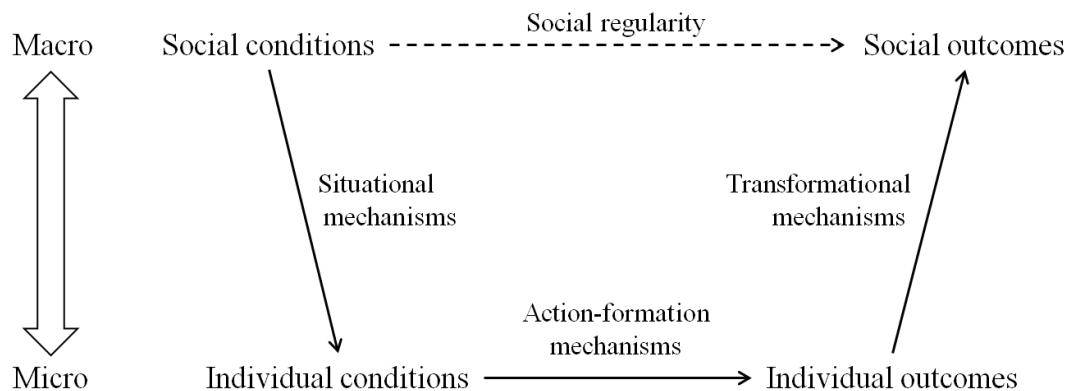 Social regularity
Macro
Social conditions
Social outcomes
Situational
mechanisms
Transformational
mechanisms
Action-formation
mechanisms
Micro
Individual conditions
Individual outcomes